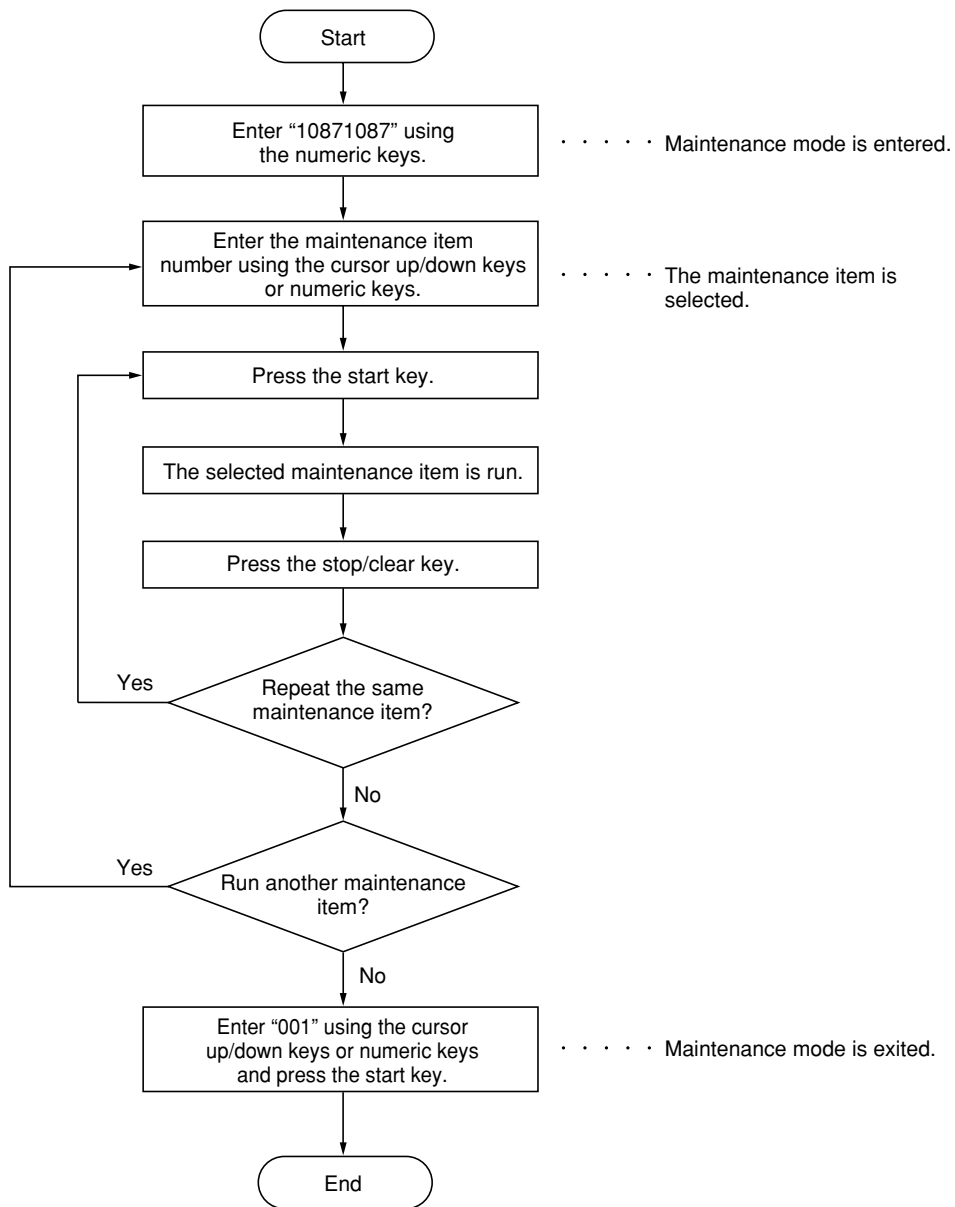 Start
Enter “10871087” using
the numeric keys.
· · · · · Maintenance mode is entered.
Enter the maintenance item
number using the cursor up/down keys
or numeric keys.
· · · · · The maintenance item is
selected.
Press the start key.
The selected maintenance item is run.
Press the stop/clear key.
Yes
Repeat the same
maintenance item?
No
Yes
Run another maintenance
item?
No
Enter “001” using the cursor
up/down keys or numeric keys
and press the start key.
· · · · · Maintenance mode is exited.
End